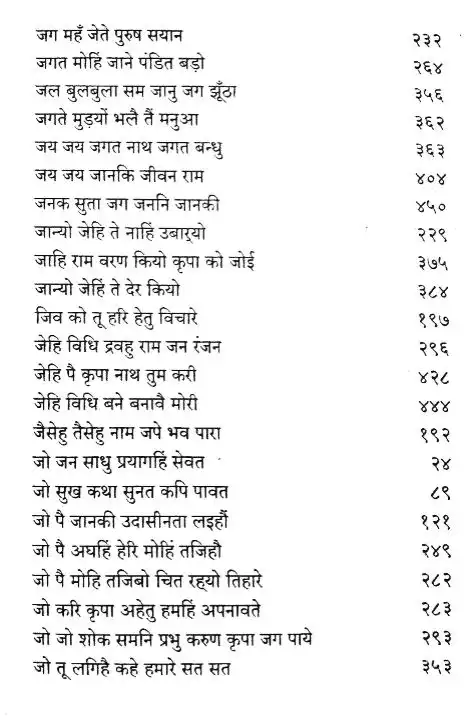 जग महँ जेते पुरुष सयान २३२
जगत मोहिं जाने पंडित बड़ो २६४
जल बुलबुला सम जानु जग झूँठा ३५६
जगते मुड़यों भलै तैं मनुआ ३६२
जय जय जगत नाथ जगत बन्धु ३६३
जय जय जानकि जीवन राम ४०४
जनक सुता जग जननि जानकी ४५०
जान्यो जेहि ते नाहिं उबार्‌यो २२९
जाहि राम वरण कियो कृपा को जोई ३७५
जान्यो जेहिं ते देर कियो ३८४
जिव को तू हरि हेतु विचारे १९७
जेहि विधि द्रवहु राम जन रंजन २९६
जेहि पै कृपा नाथ तुम करी ४२८
जेहि विधि बने बनावै मोरी ४४४
जैसेहु तैसेहु नाम जपे भव पारा १९२
जो जन साधु प्रयागहिं सेवत २४
जो सुख कथा सुनत कपि पावत ८९
जो पै जानकी उदासीनता लइहौं १२१
जो पै अघहिं हेरि मोहिं तजिहौ २४९
जो पै मोहि तजिबो चित रह्यो तिहारे २८२
जो करि कृपा अहेतु हमहिं अपनावते २८३
जो जो शोक समनि प्रभु करुण कृपा जग पाये २९३
जो तू लगिहै कहे हमारे सत सत ३५३